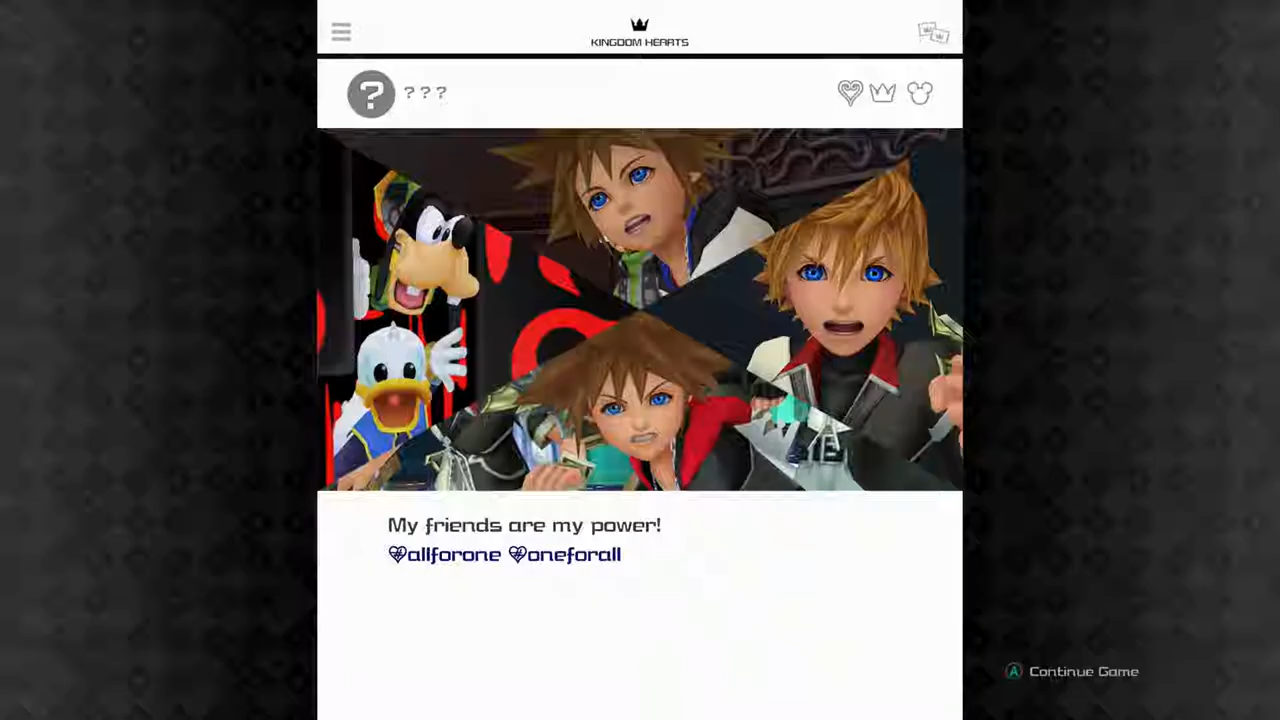 KINGDOM HEARTS
? ? ? ?
My friends are my power!
allforone oneforall
A Continue Game